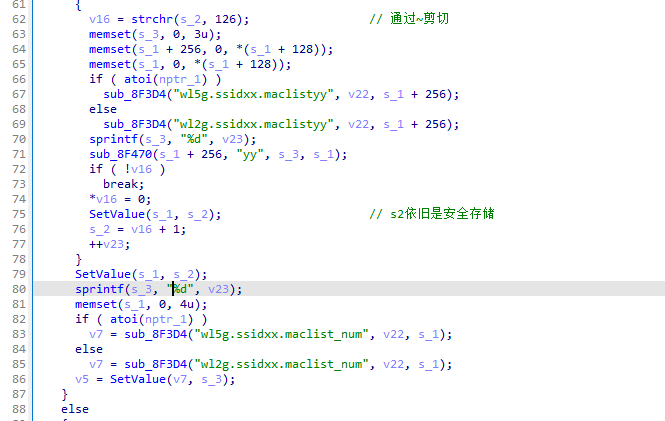 61 {
62 v16 = strchr(s_2, 126); // 通过~剪切
63 memset(s_3, 0, 3u);
64 memset(s_1 + 256, 0, *(s_1 + 128));
65 memset(s_1, 0, *(s_1 + 128));
66 if ( atoi(nptr_1) )
67 sub_8F3D4("wl5g.ssidxx.maclistyy", v22, s_1 + 256);
68 else
69 sub_8F3D4("wl2g.ssidxx.maclistyy", v22, s_1 + 256);
70 sprintf(s_3, "%d", v23);
71 sub_8F470(s_1 + 256, "yy", s_3, s_1);
72 if ( !v16 )
73 break;
74 *v16 = 0;
75 SetValue(s_1, s_2); // s2依旧是安全存储
76 s_2 = v16 + 1;
77 ++v23;
78 }
79 SetValue(s_1, s_2);
80 sprintf(s_3, "%d", v23);
81 memset(s_1, 0, 4u);
82 if ( atoi(nptr_1) )
83 v7 = sub_8F3D4("wl5g.ssidxx.maclist_num", v22, s_1);
84 else
85 v7 = sub_8F3D4("wl2g.ssidxx.maclist_num", v22, s_1);
86 v5 = SetValue(v7, s_3);
87 }
88 else